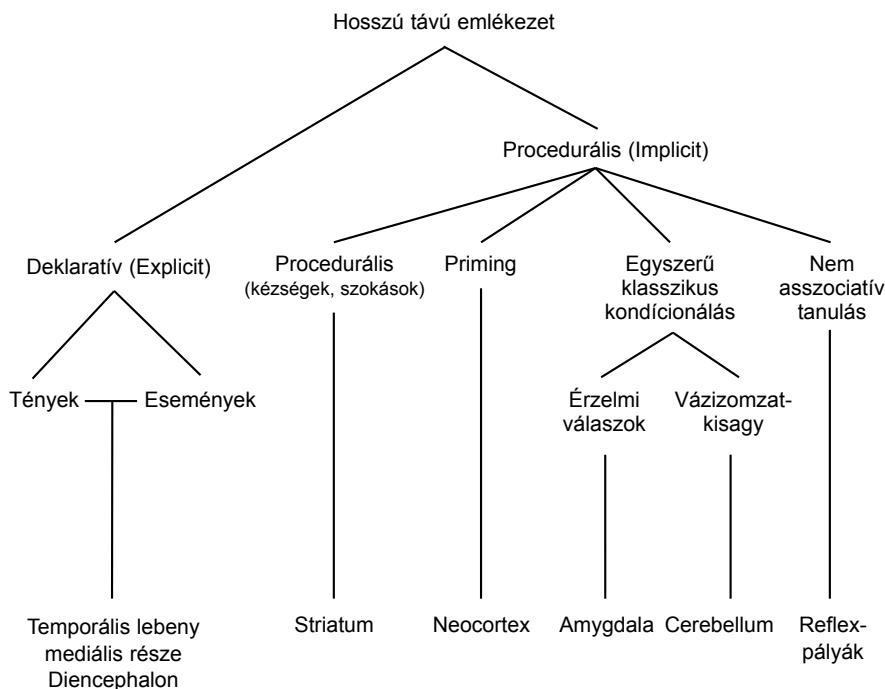 Hosszú távú emlékezet
Procedurális (Implicit)
Deklaratív (Explicit)
Procedurális
(kézségek, szokások)
Priming
Egyszerű
klasszikus
kondícionálás
Nem
asszociatív
tanulás
Tények
Események
Érzelmi
válaszok
Vázizomzat-
kisagy
Temporális lebeny
mediális része
Diencephalon
Striatum
Neocortex
Amygdala
Cerebellum
Reflex-
pályák